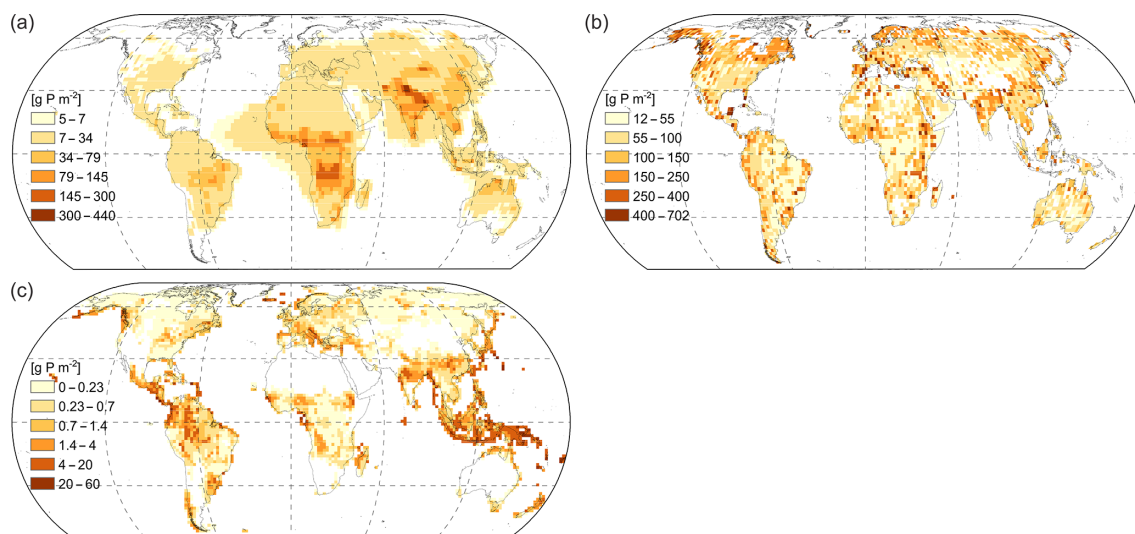 (a)
[g P m⁻²]
5 – 7
7 – 34
34 – 79
79 – 145
145 – 300
300 – 440
(b)
[g P m⁻²]
12 – 55
55 – 100
100 – 150
150 – 250
250 – 400
400 – 702
(c)
[g P m⁻²]
0 – 0.23
0.23 – 0.7
0.7 – 1.4
1.4 – 4
4 – 20
20 – 60